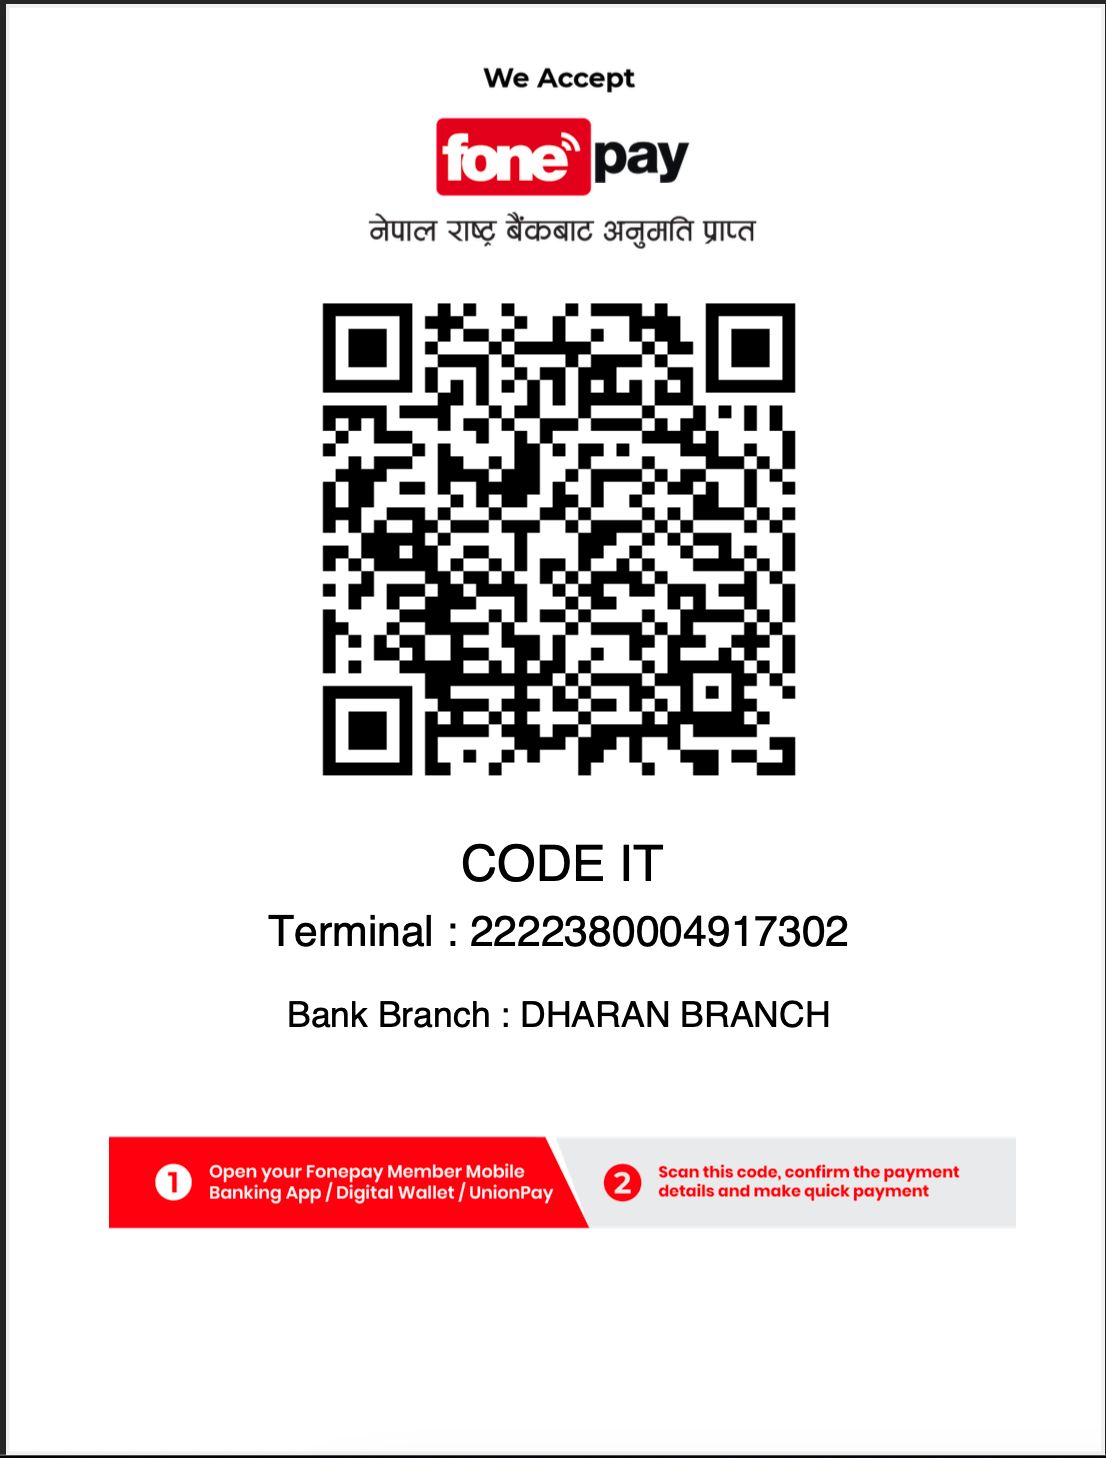 We Accept
fonepay
नेपाल राष्ट्र बैंकबाट अनुमति प्राप्त
CODE IT
Terminal : 2222380004917302
Bank Branch : DHARAN BRANCH
1 Open your Fonepay Member Mobile
Banking App / Digital Wallet / UnionPay
2 Scan this code, confirm the payment
details and make quick payment